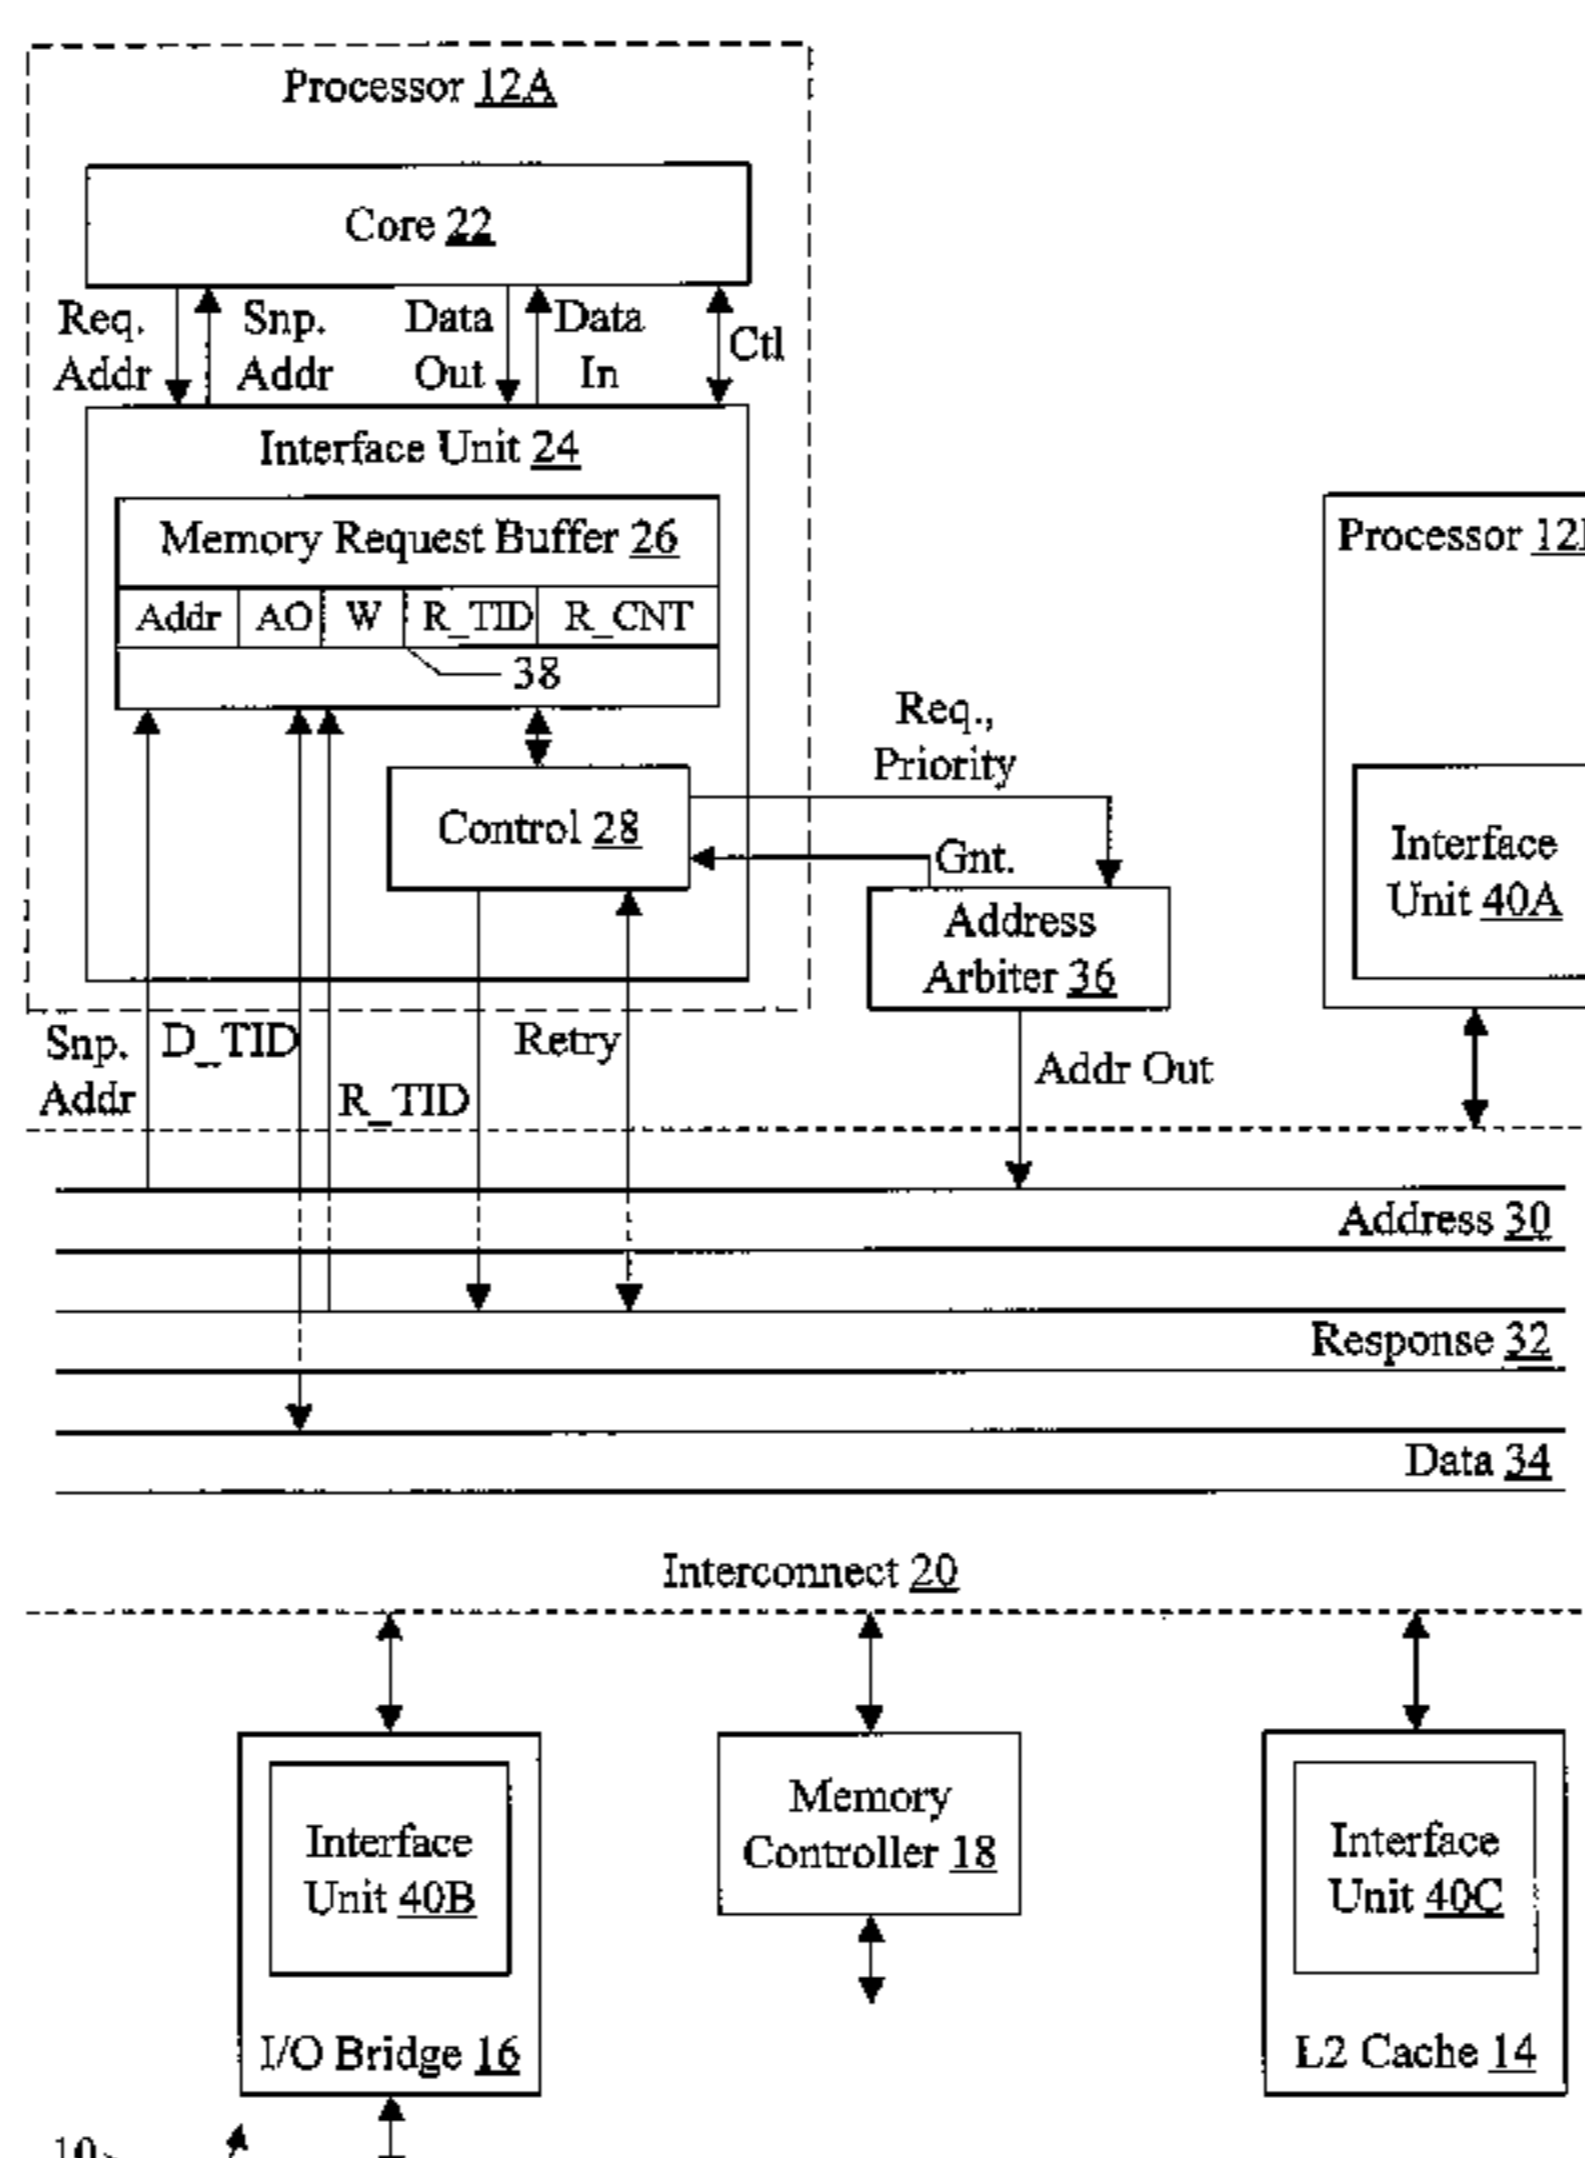 Processor 12A
Core 22
Req. Addr
Snp. Addr
Data Out
Data In
Ctl
Interface Unit 24
Memory Request Buffer 26
Addr AO W R_TID R_CNT
38
Control 28
Req., Priority
Gnt.
Address Arbiter 36
Processor
Interface Unit 40A
Snp. Addr
D_TID
R_TID
Retry
Addr Out
Address 30
Response 32
Data 34
Interconnect 20
Interface Unit 40B
I/O Bridge 16
Memory Controller 18
Interface Unit 40C
L2 Cache 14